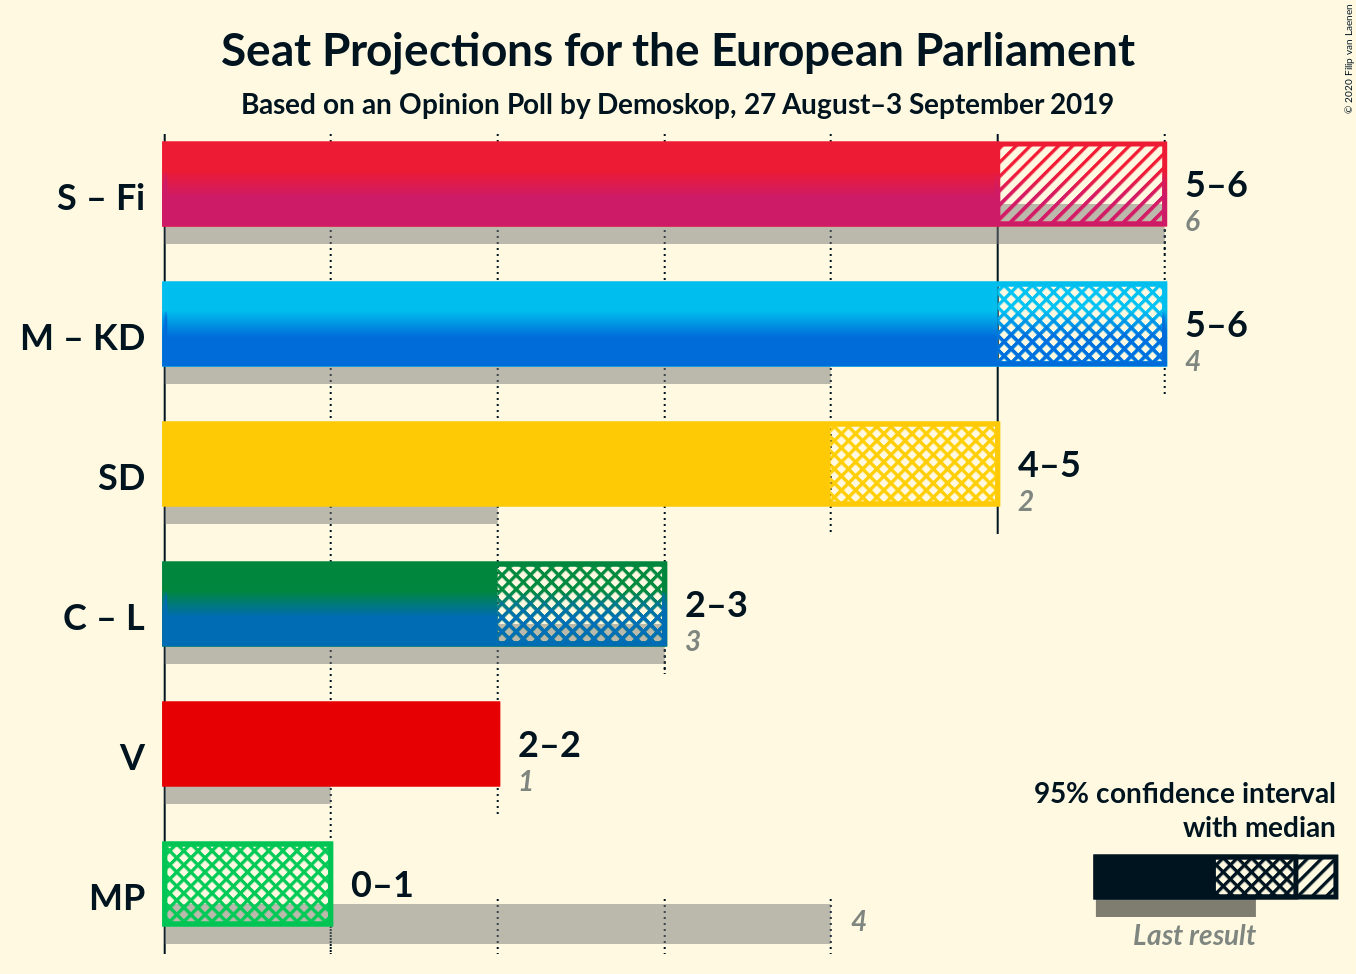 Seat Projections for the European Parliament
Based on an Opinion Poll by Demoskop, 27 August–3 September 2019
© 2020 Filip van Laenen
S – Fi
5–6
6
M – KD
5–6
4
SD
4–5
2
C – L
2–3
3
V
2–2
1
MP
0–1
4
95% confidence interval
with median
Last result